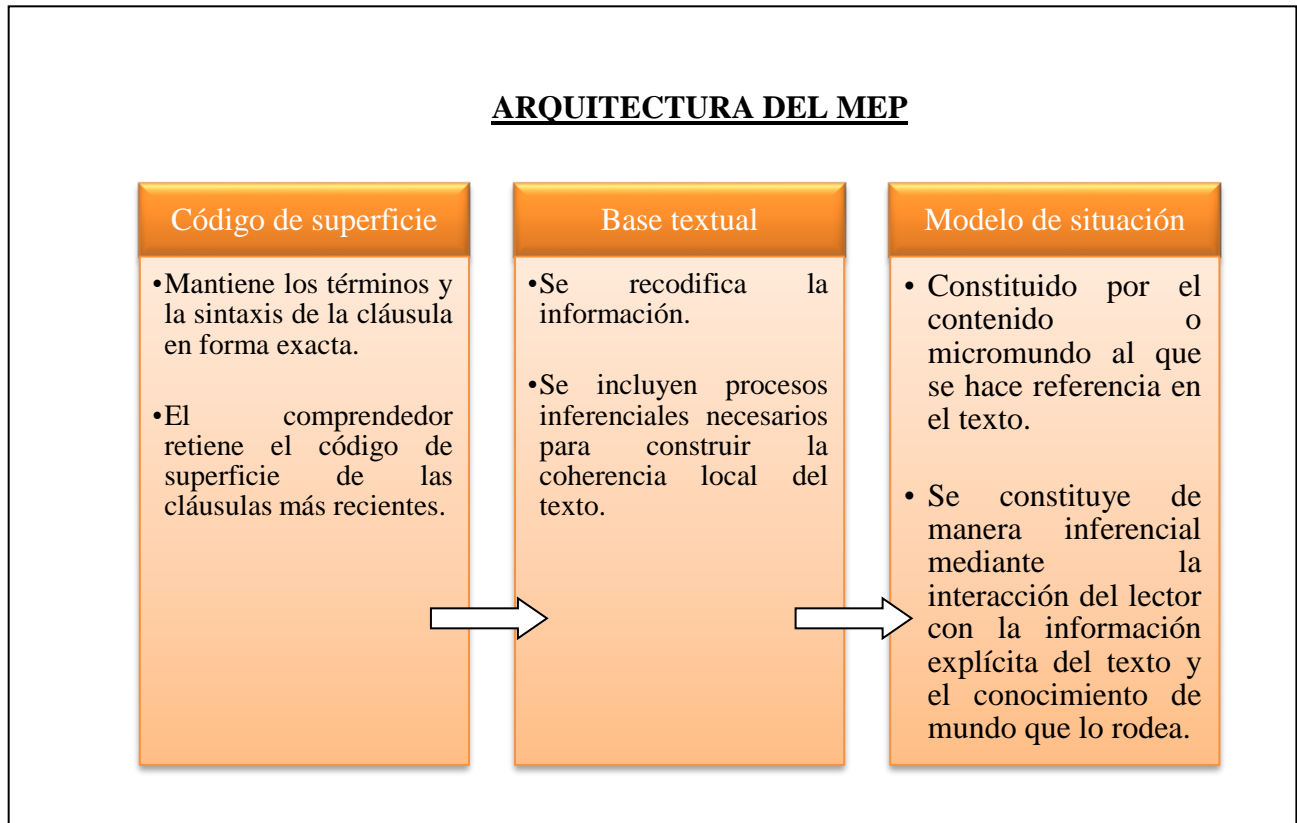 ARQUITECTURA DEL MEP
Código de superficie
•Mantiene los términos y
la sintaxis de la cláusula
en forma exacta.
•El comprendedor
retiene el código de
superficie de las
cláusulas más recientes.
Base textual
•Se recodifica la
información.
•Se incluyen procesos
inferenciales necesarios
para construir la
coherencia local del
texto.
Modelo de situación
• Constituido por el
contenido o
micromundo al que
se hace referencia en
el texto.
• Se constituye de
manera inferencial
mediante la
interacción del lector
con la información
explícita del texto y
el conocimiento de
mundo que lo rodea.